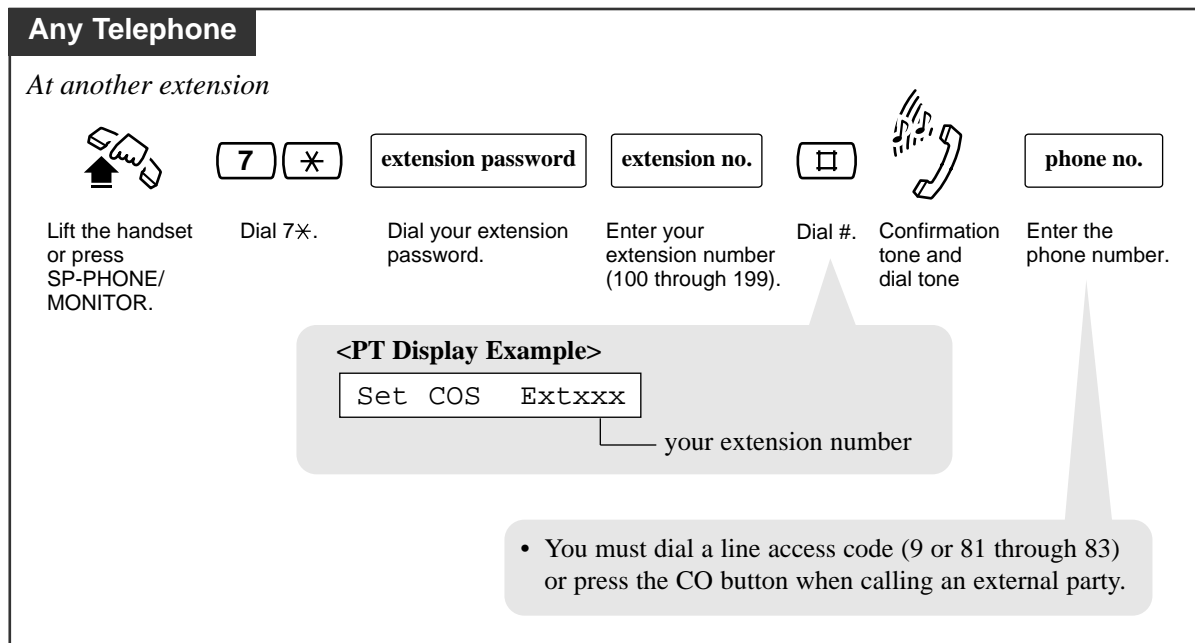 Any Telephone
At another extension
7 ✳ extension password extension no. # phone no.
Lift the handset
or press
SP-PHONE/
MONITOR.
Dial 7✳.
Dial your extension
password.
Enter your
extension number
(100 through 199).
Dial #.
Confirmation
tone and
dial tone
Enter the
phone number.
<PT Display Example>
Set COS Extxxx
your extension number
• You must dial a line access code (9 or 81 through 83)
or press the CO button when calling an external party.